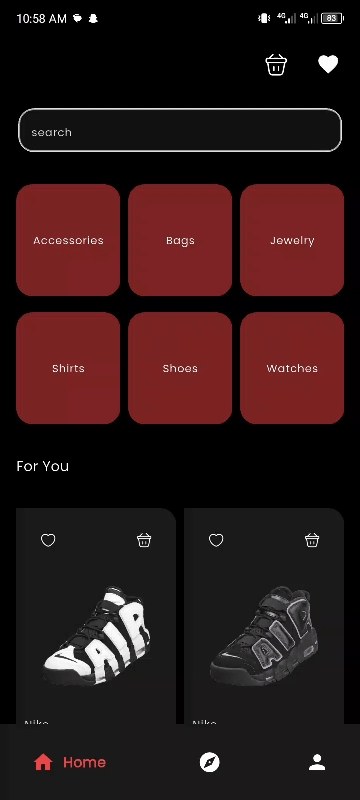 10:58 AM
4G 4G 83
search
Accessories Bags Jewelry
Shirts Shoes Watches
For You
AIR AIR
Nike Nike
Home